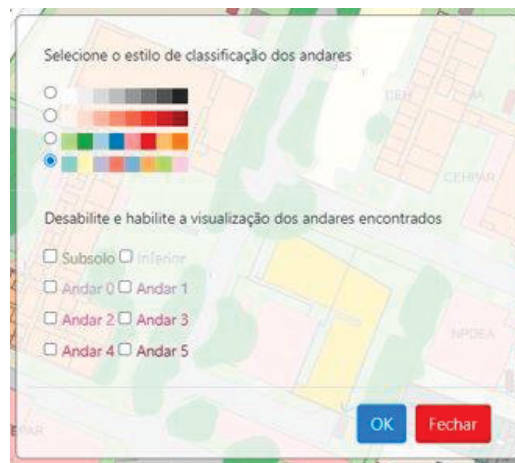 Selecione o estilo de classificação dos andares
CEHPAR
Desabilite e habilite a visualização dos andares encontrados
Subsolo Inferior
Andar 0 Andar 1
Andar 2 Andar 3
NPDEA
Andar 4 Andar 5
OK Fechar